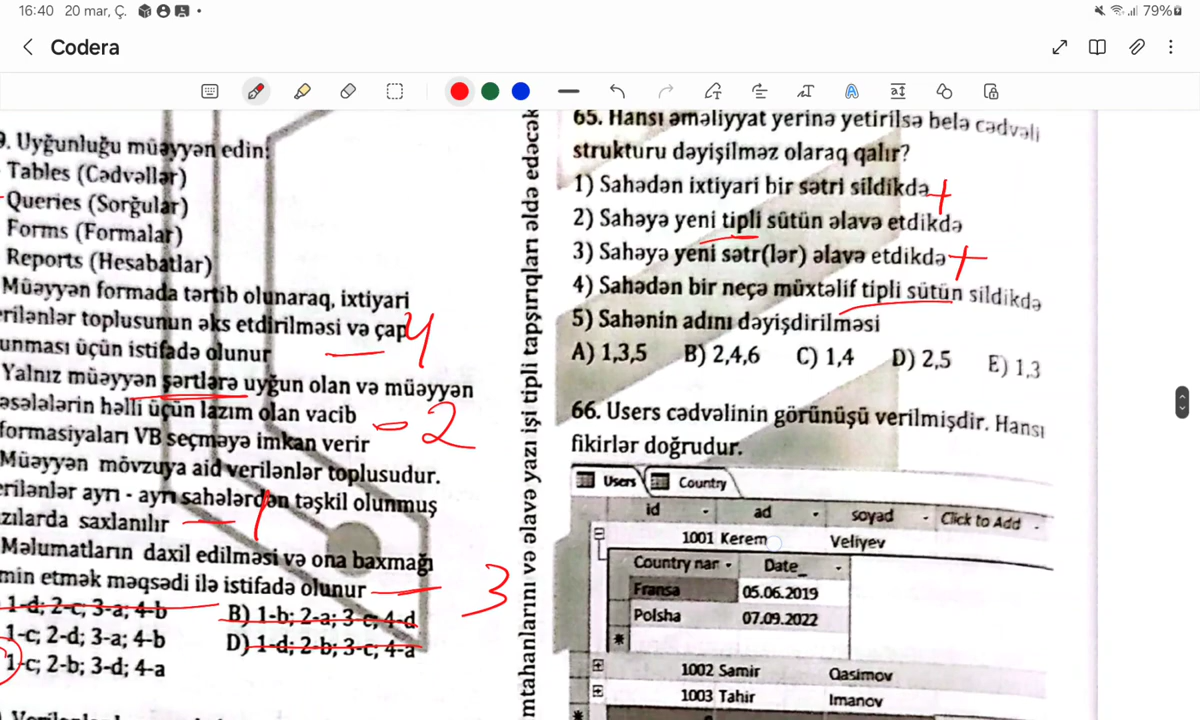 16:40 20 mar, Ç.
79%
Codera
9. Uyğunluğu müəyyən edin:
Tables (Cədvəllər)
Queries (Sorğular)
Forms (Formalar)
Reports (Hesabatlar)
Müəyyən formada tərtib olunaraq, ixtiyari
erilənlər toplusunun əks etdirilməsi və çap
unması üçün istifadə olunur
4
Yalnız müəyyən şərtlərə uyğun olan və müəyyən
əsələlərin həlli üçün lazım olan vacib
formasiyaları VB seçməyə imkan verir
2
Müəyyən mövzuya aid verilənlər toplusudur.
erilənlər ayrı - ayrı sahələrdən təşkil olunmuş
zılarda saxlanılır
1
Məlumatların daxil edilməsi və ona baxmağı
min etmək məqsədi ilə istifadə olunur
3
1-d; 2-c; 3-a; 4-b B) 1-b; 2-a; 3-c; 4-d
1-c; 2-d; 3-a; 4-b D) 1-d; 2-b; 3-c; 4-a
1-c; 2-b; 3-d; 4-a
mtahanlarını və əlavə yazı işi tipli tapşırıqları əldə edəcək
65. Hansı əməliyyat yerinə yetirilsə belə cədvəli
strukturu dəyişilməz olaraq qalır?
1) Sahədən ixtiyari bir sətri sildikdə +
2) Sahəyə yeni tipli sütün əlavə etdikdə
3) Sahəyə yeni sətr(lər) əlavə etdikdə +
4) Sahədən bir neçə müxtəlif tipli sütün sildikdə
5) Sahənin adını dəyişdirilməsi
A) 1,3,5 B) 2,4,6 C) 1,4 D) 2,5 E) 1,3
66. Users cədvəlinin görünüşü verilmişdir. Hansı
fikirlər doğrudur.
Users Country
id ad soyad Click to Add
1001 Kerem Veliyev
Country nar Date_
Fransa 05.06.2019
Polsha 07.09.2022
1002 Samir Qasimov
1003 Tahir Imanov